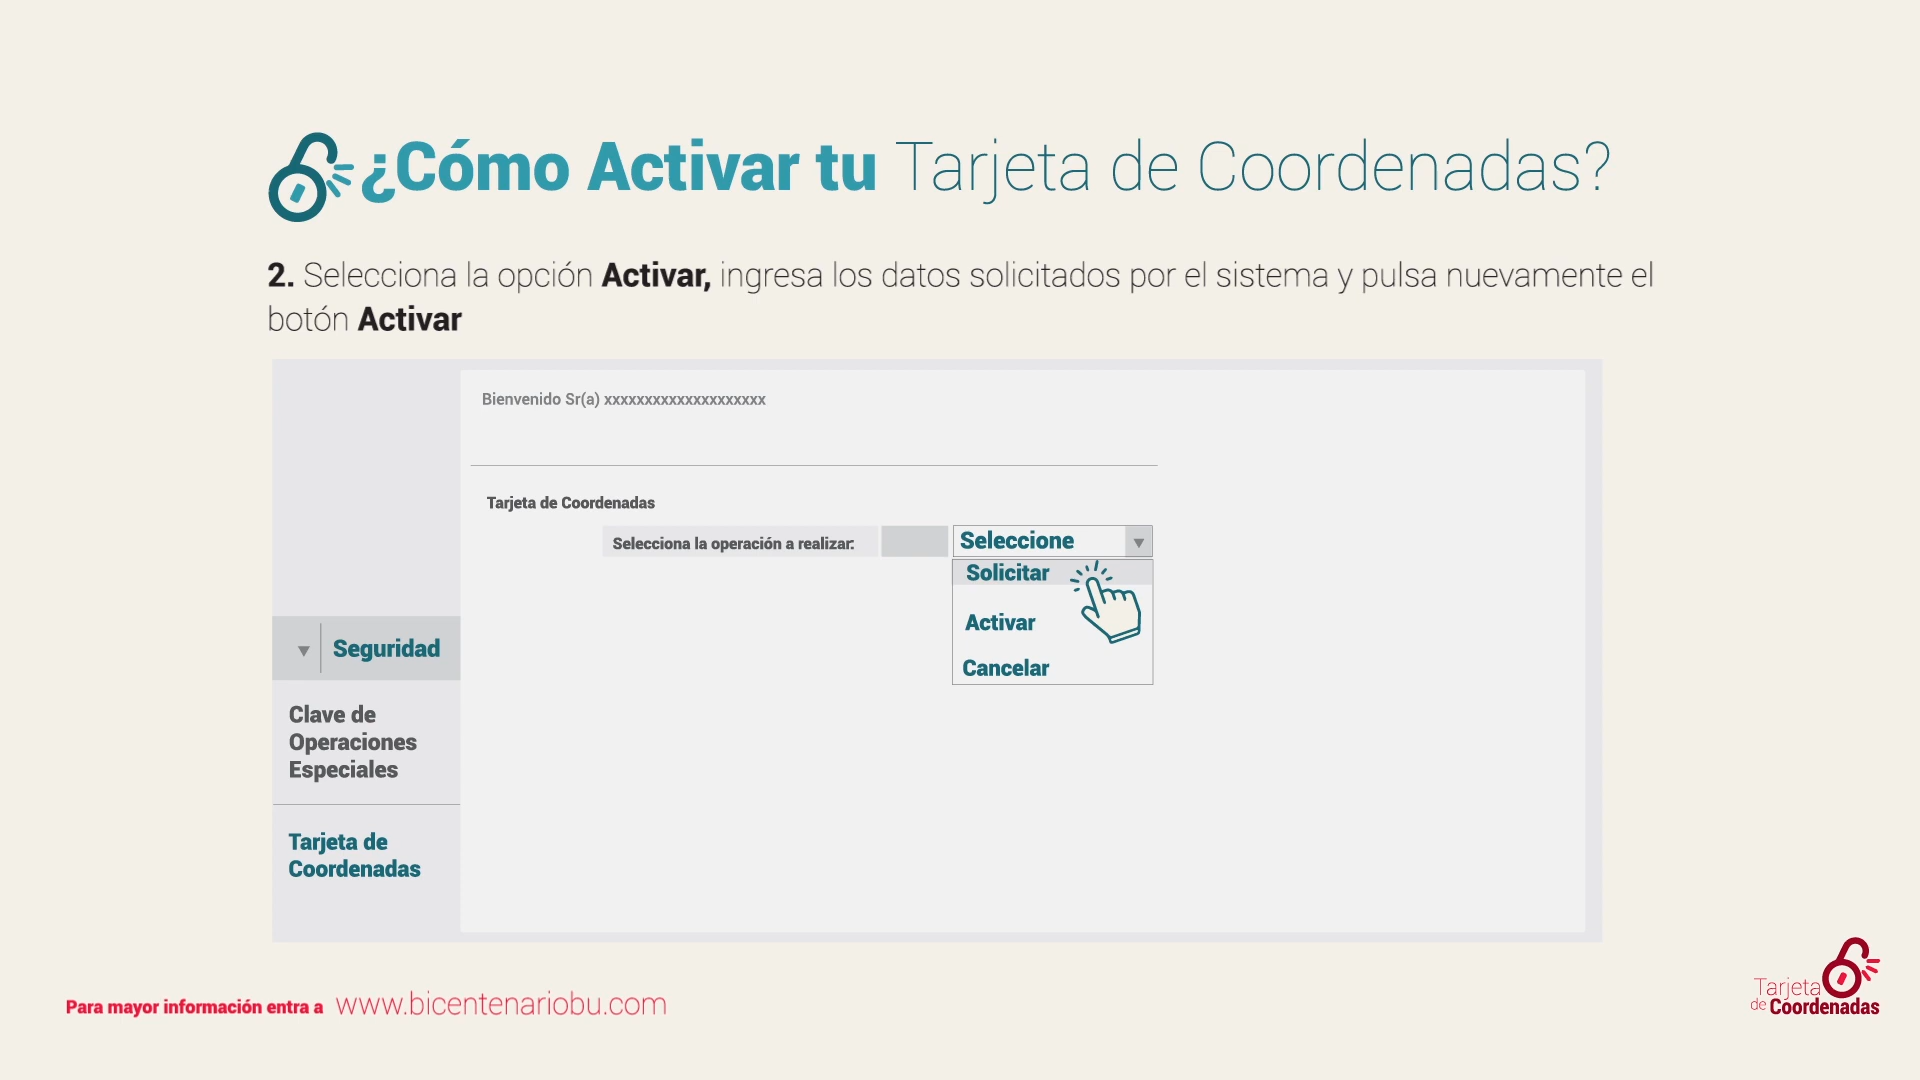 ¿Cómo Activar tu Tarjeta de Coordenadas?
2. Selecciona la opción Activar, ingresa los datos solicitados por el sistema y pulsa nuevamente el
botón Activar
Bienvenido Sr(a) xxxxxxxxxxxxxxxxxxxx
Tarjeta de Coordenadas
Selecciona la operación a realizar:
Seleccione
Solicitar
Activar
Cancelar
Seguridad
Clave de
Operaciones
Especiales
Tarjeta de
Coordenadas
Para mayor información entra a www.bicentenariobu.com
Tarjeta
de Coordenadas